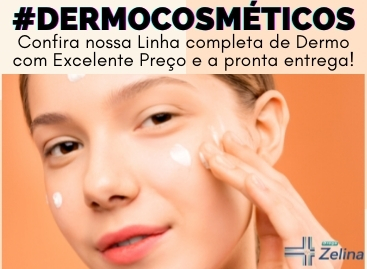 #DERMOCOSMÉTICOS
Confira nossa Linha completa de Dermo
com Excelente Preço e a pronta entrega!
Zelina